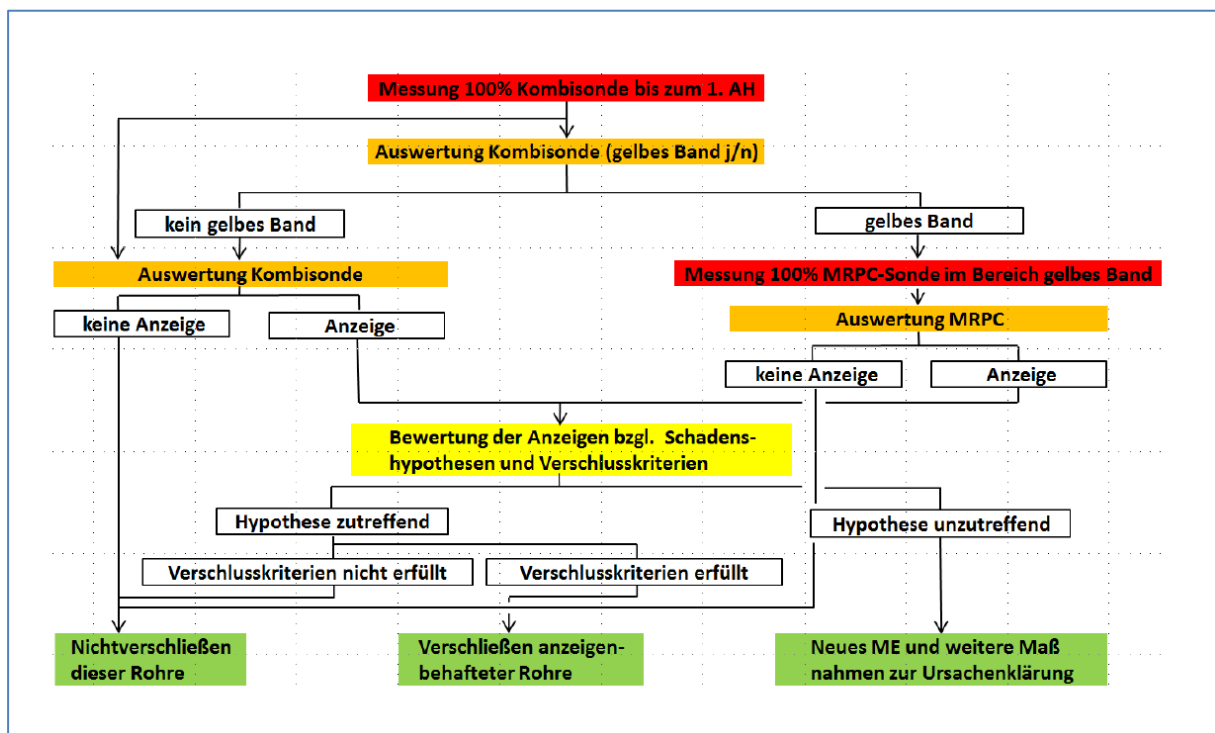 Messung 100% Kombisonde bis zum 1. AH
Auswertung Kombisonde (gelbes Band j/n)
kein gelbes Band
gelbes Band
Auswertung Kombisonde
Messung 100% MRPC-Sonde im Bereich gelbes Band
keine Anzeige
Anzeige
Auswertung MRPC
keine Anzeige
Anzeige
Bewertung der Anzeigen bzgl. Schadens-
hypothesen und Verschlusskriterien
Hypothese zutreffend
Hypothese unzutreffend
Verschlusskriterien nicht erfüllt
Verschlusskriterien erfüllt
Nichtverschließen
dieser Rohre
Verschließen anzeigen-
behafteter Rohre
Neues ME und weitere Maß
nahmen zur Ursachenklärung